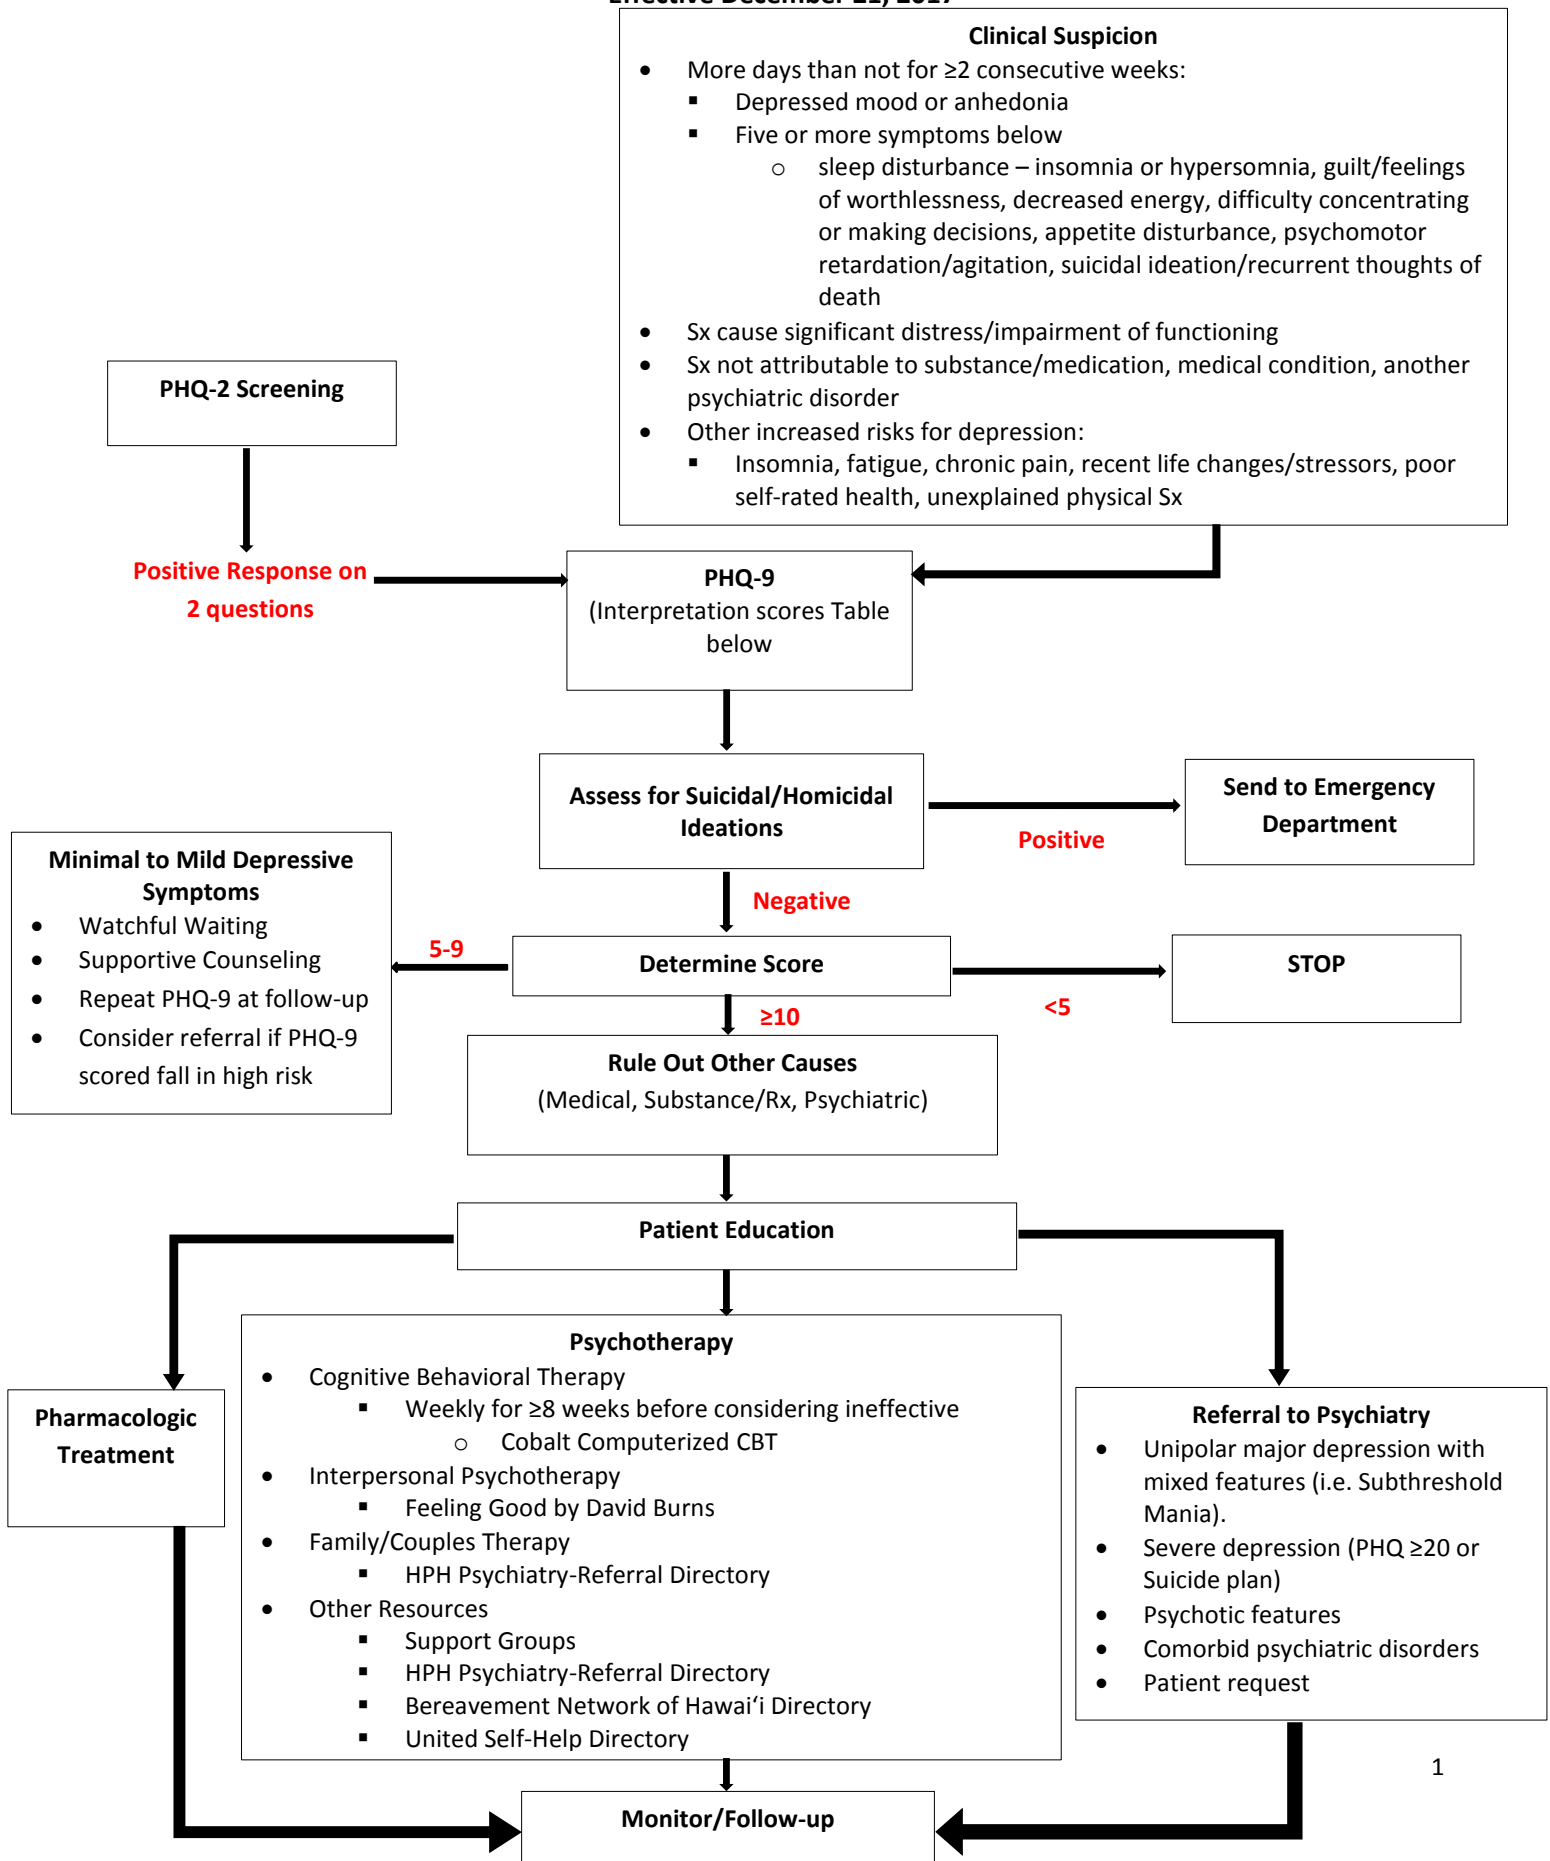 Effective December 21, 2017
Clinical Suspicion
• More days than not for ≥2 consecutive weeks:
▪ Depressed mood or anhedonia
▪ Five or more symptoms below
o sleep disturbance – insomnia or hypersomnia, guilt/feelings
of worthlessness, decreased energy, difficulty concentrating
or making decisions, appetite disturbance, psychomotor
retardation/agitation, suicidal ideation/recurrent thoughts of
death
• Sx cause significant distress/impairment of functioning
• Sx not attributable to substance/medication, medical condition, another
psychiatric disorder
• Other increased risks for depression:
▪ Insomnia, fatigue, chronic pain, recent life changes/stressors, poor
self-rated health, unexplained physical Sx
PHQ-2 Screening
Positive Response on
2 questions
PHQ-9
(Interpretation scores Table
below
Assess for Suicidal/Homicidal
Ideations
Positive
Send to Emergency
Department
Negative
Minimal to Mild Depressive
Symptoms
• Watchful Waiting
• Supportive Counseling
• Repeat PHQ-9 at follow-up
• Consider referral if PHQ-9
scored fall in high risk
5-9
Determine Score
<5
STOP
≥10
Rule Out Other Causes
(Medical, Substance/Rx, Psychiatric)
Patient Education
Pharmacologic
Treatment
Psychotherapy
• Cognitive Behavioral Therapy
▪ Weekly for ≥8 weeks before considering ineffective
o Cobalt Computerized CBT
• Interpersonal Psychotherapy
▪ Feeling Good by David Burns
• Family/Couples Therapy
▪ HPH Psychiatry-Referral Directory
• Other Resources
▪ Support Groups
▪ HPH Psychiatry-Referral Directory
▪ Bereavement Network of Hawaiʻi Directory
▪ United Self-Help Directory
Referral to Psychiatry
• Unipolar major depression with
mixed features (i.e. Subthreshold
Mania).
• Severe depression (PHQ ≥20 or
Suicide plan)
• Psychotic features
• Comorbid psychiatric disorders
• Patient request
1
Monitor/Follow-up